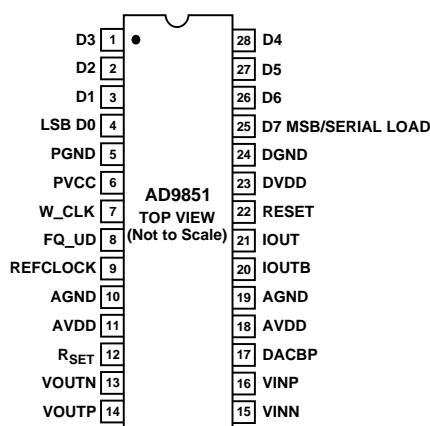 D3 1 28 D4
D2 2 27 D5
D1 3 26 D6
LSB D0 4 25 D7 MSB/SERIAL LOAD
PGND 5 24 DGND
PVCC 6 23 DVDD
AD9851
W_CLK 7 22 RESET
TOP VIEW
FQ_UD 8 (Not to Scale) 21 IOUT
REFCLOCK 9 20 IOUTB
AGND 10 19 AGND
AVDD 11 18 AVDD
RSET 12 17 DACBP
VOUTN 13 16 VINP
VOUTP 14 15 VINN